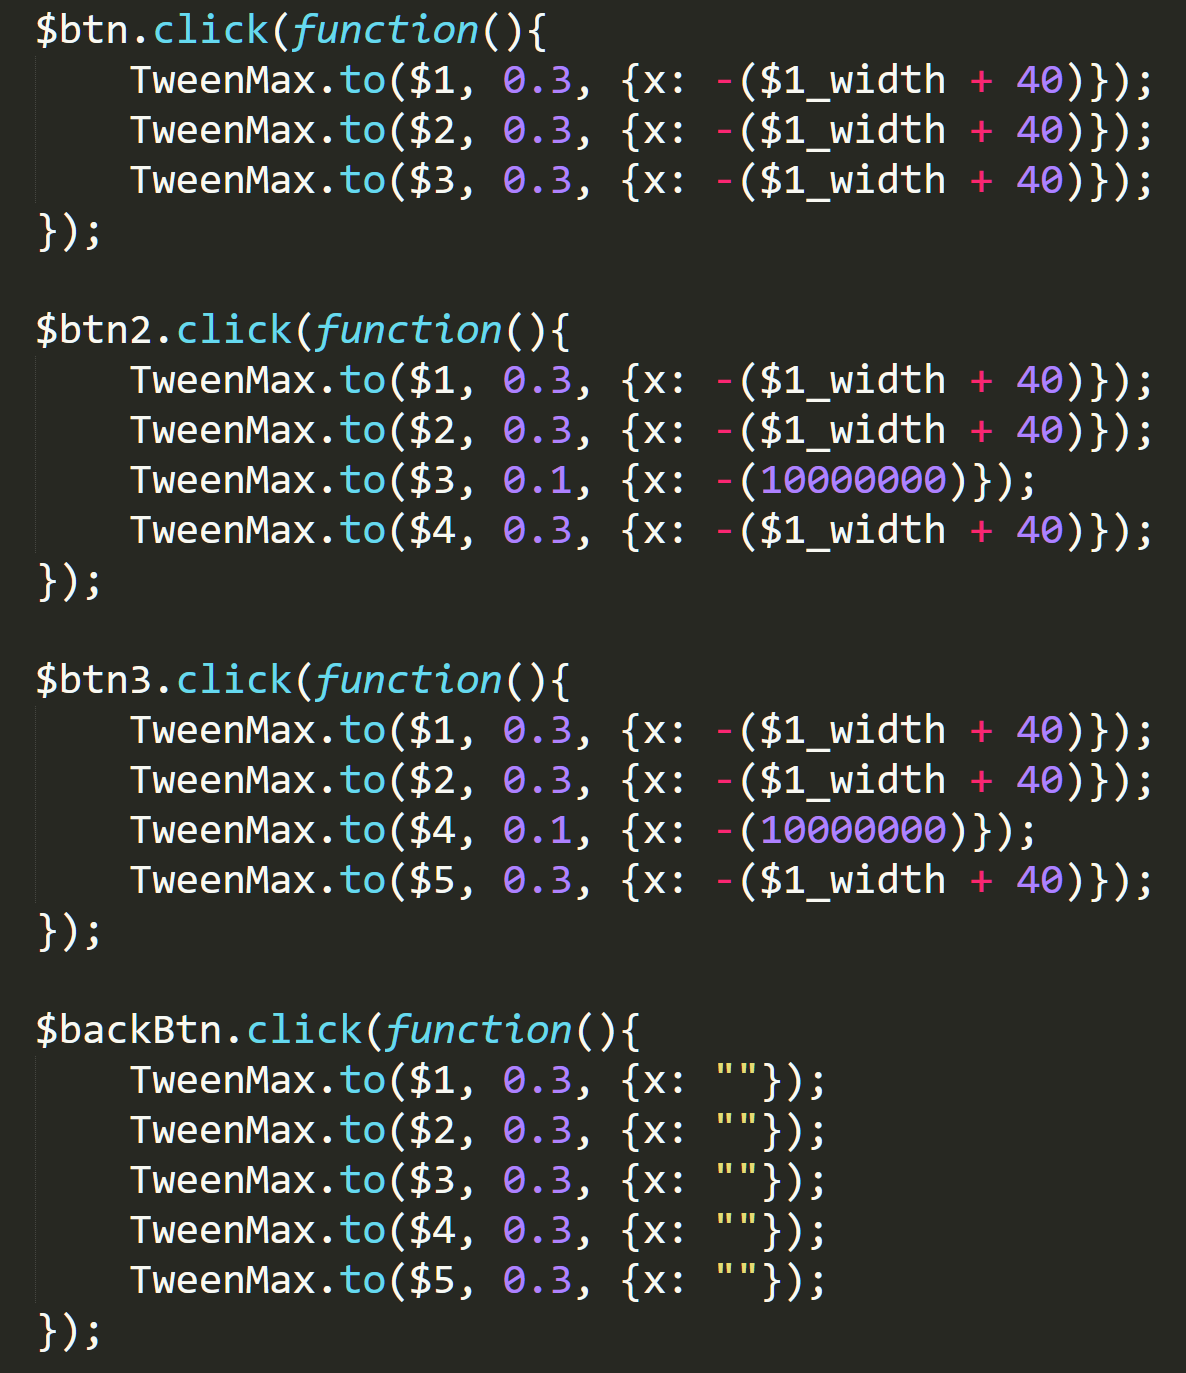 $btn.click(function(){
    TweenMax.to($1, 0.3, {x: -($1_width + 40)});
    TweenMax.to($2, 0.3, {x: -($1_width + 40)});
    TweenMax.to($3, 0.3, {x: -($1_width + 40)});
});

$btn2.click(function(){
    TweenMax.to($1, 0.3, {x: -($1_width + 40)});
    TweenMax.to($2, 0.3, {x: -($1_width + 40)});
    TweenMax.to($3, 0.1, {x: -(10000000)});
    TweenMax.to($4, 0.3, {x: -($1_width + 40)});
});

$btn3.click(function(){
    TweenMax.to($1, 0.3, {x: -($1_width + 40)});
    TweenMax.to($2, 0.3, {x: -($1_width + 40)});
    TweenMax.to($4, 0.1, {x: -(10000000)});
    TweenMax.to($5, 0.3, {x: -($1_width + 40)});
});

$backBtn.click(function(){
    TweenMax.to($1, 0.3, {x: ""});
    TweenMax.to($2, 0.3, {x: ""});
    TweenMax.to($3, 0.3, {x: ""});
    TweenMax.to($4, 0.3, {x: ""});
    TweenMax.to($5, 0.3, {x: ""});
});